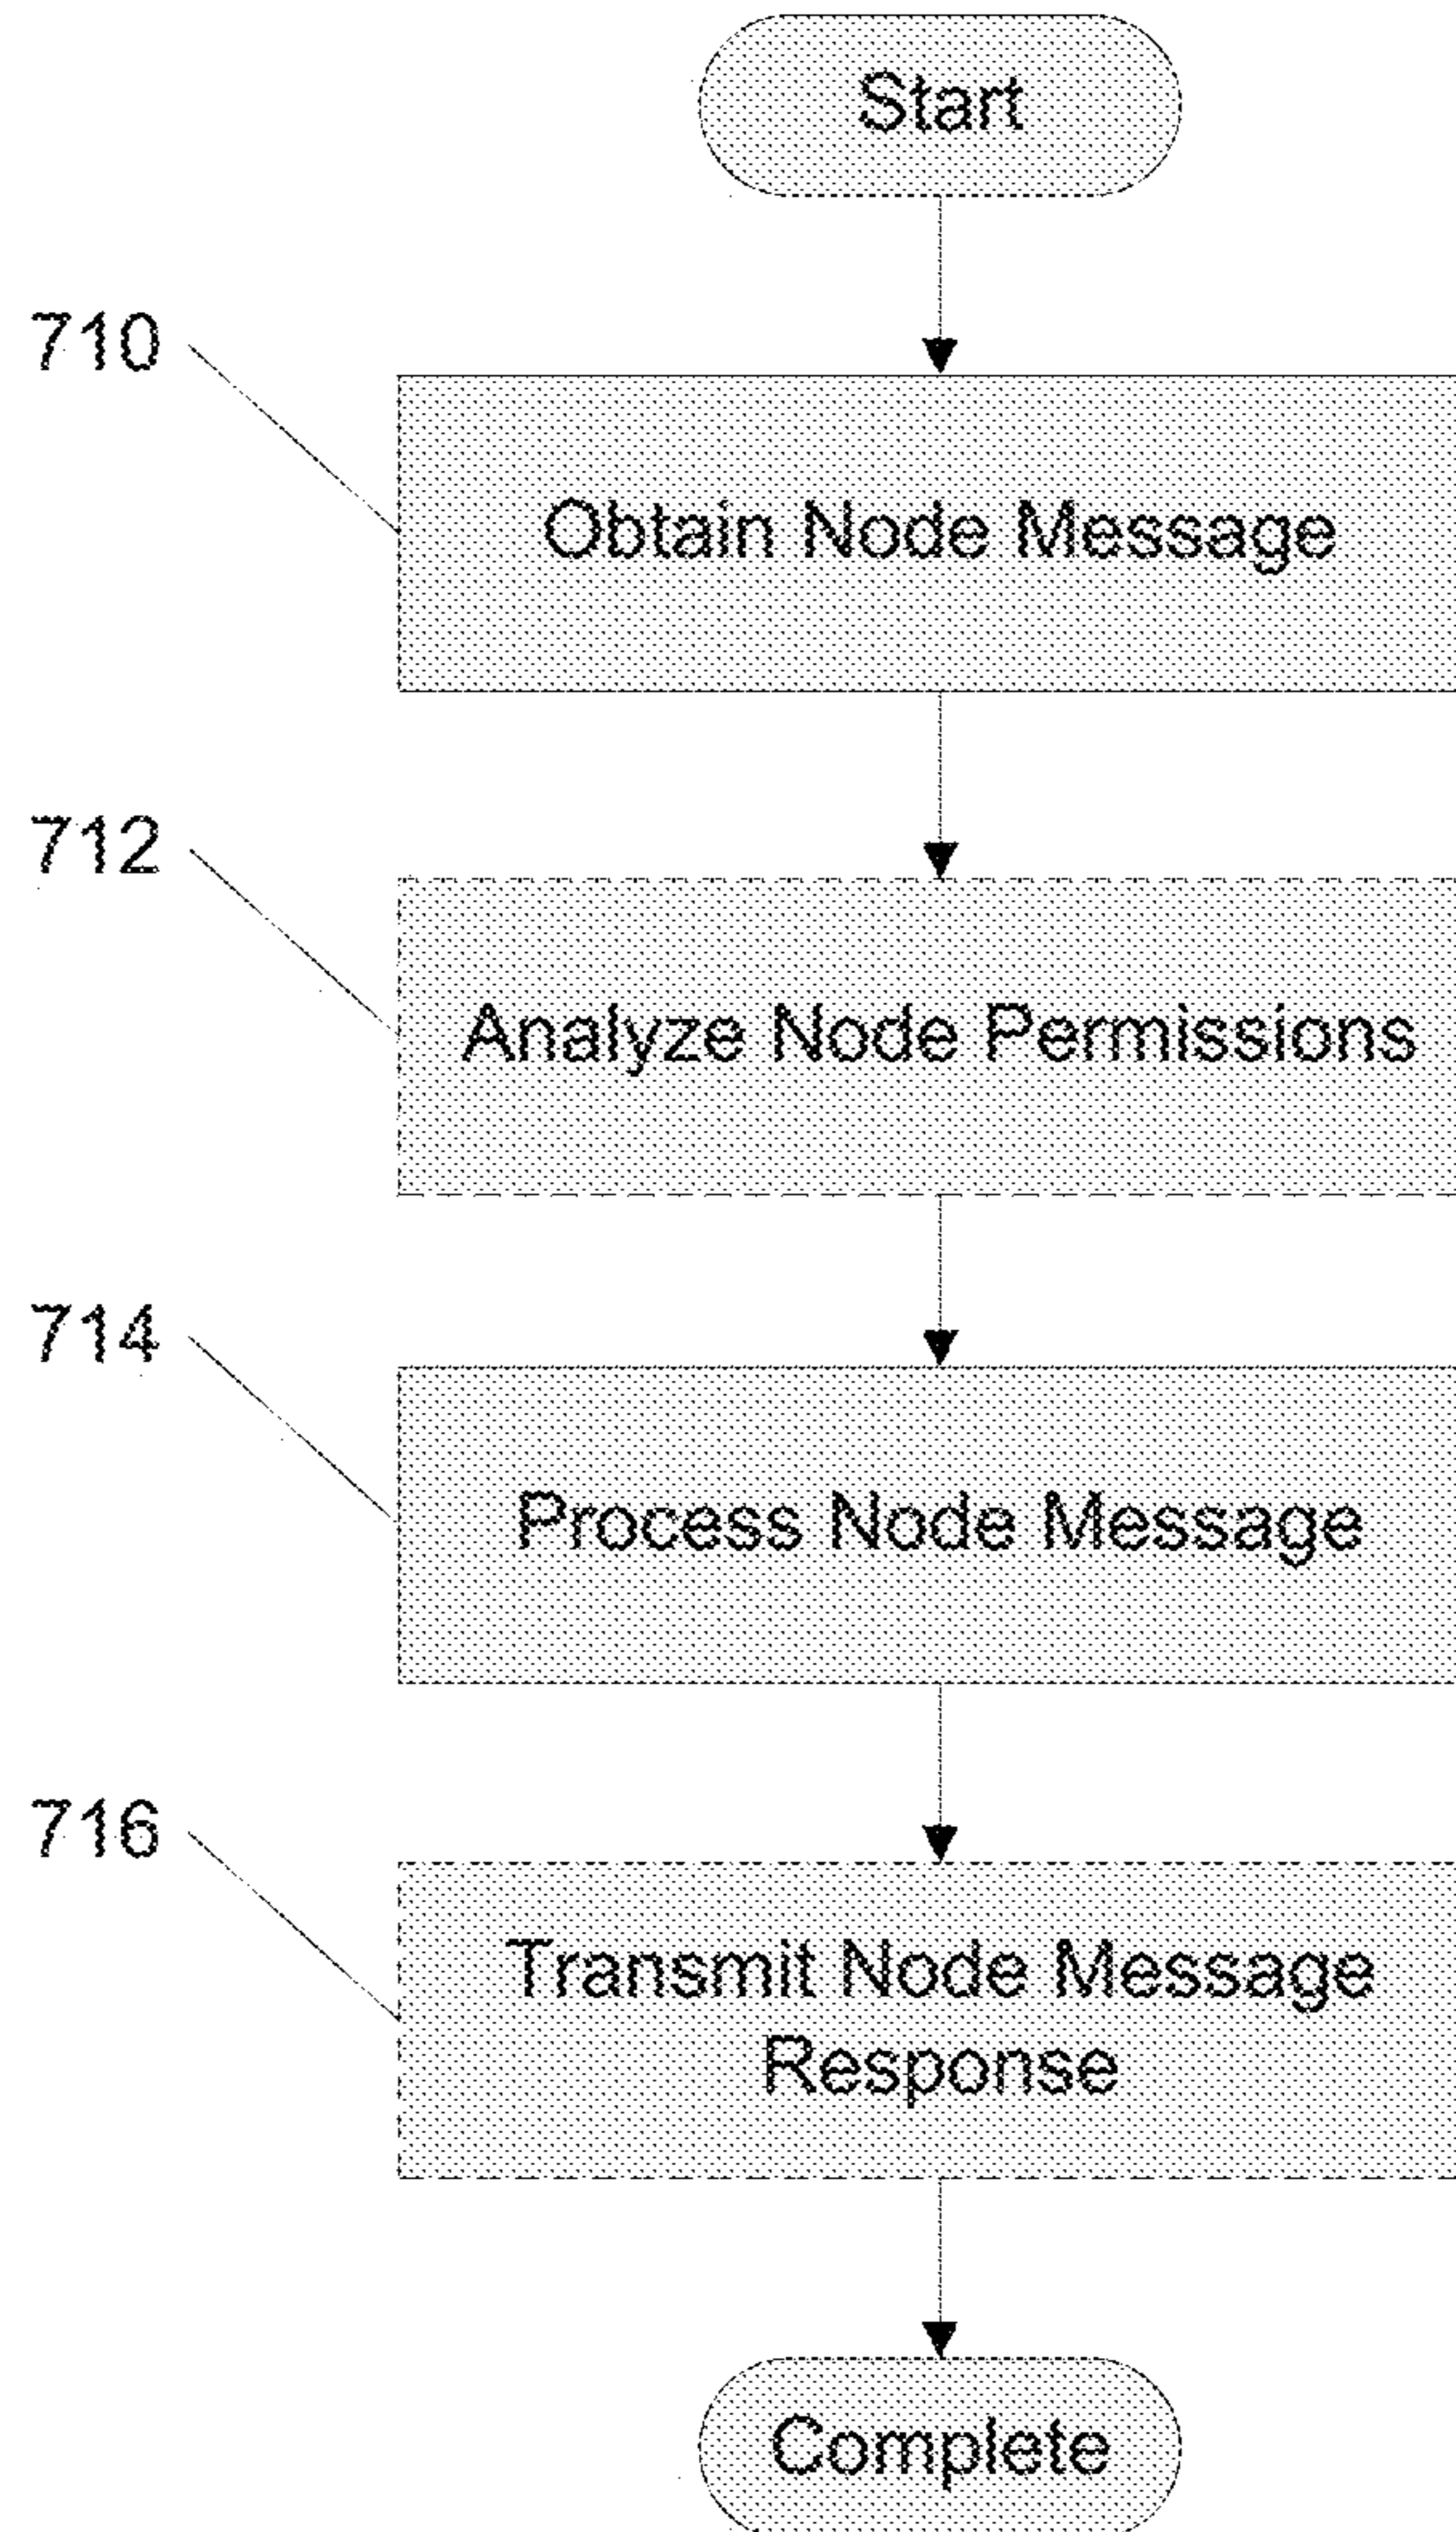 Start
710
Obtain Node Message
712
Analyze Node Permissions
714
Process Node Message
716
Transmit Node Message
Response
Complete